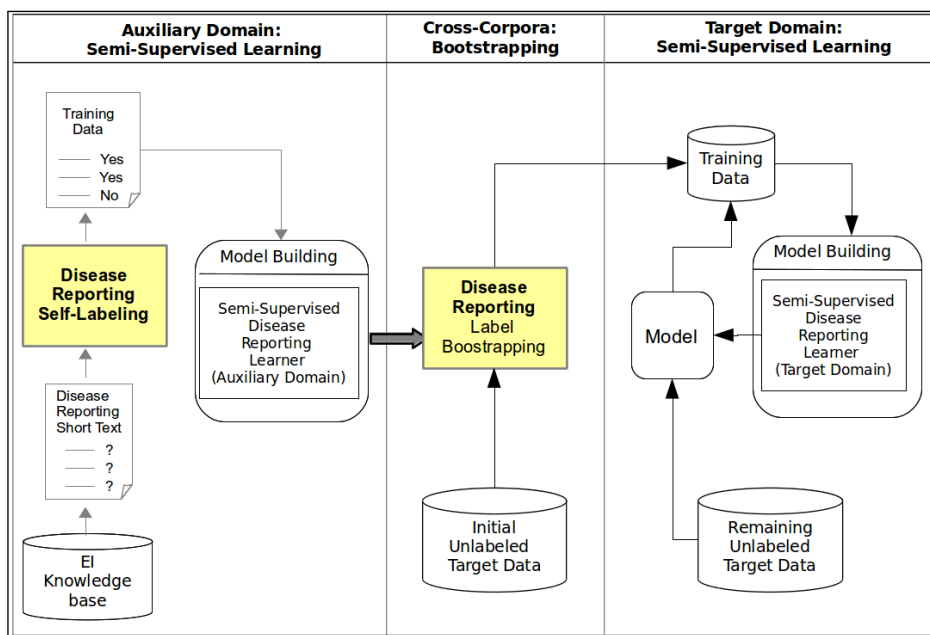 Auxiliary Domain:
Semi-Supervised Learning
Cross-Corpora:
Bootstrapping
Target Domain:
Semi-Supervised Learning
Training
Data
Yes
Yes
No
Disease
Reporting
Self-Labeling
Disease
Reporting
Short Text
?
?
?
EI
Knowledge
base
Model Building
Semi-Supervised
Disease
Reporting
Learner
(Auxiliary Domain)
Disease
Reporting
Label
Boostrapping
Initial
Unlabeled
Target Data
Training
Data
Model Building
Semi-Supervised
Disease
Reporting
Learner
(Target Domain)
Model
Remaining
Unlabeled
Target Data